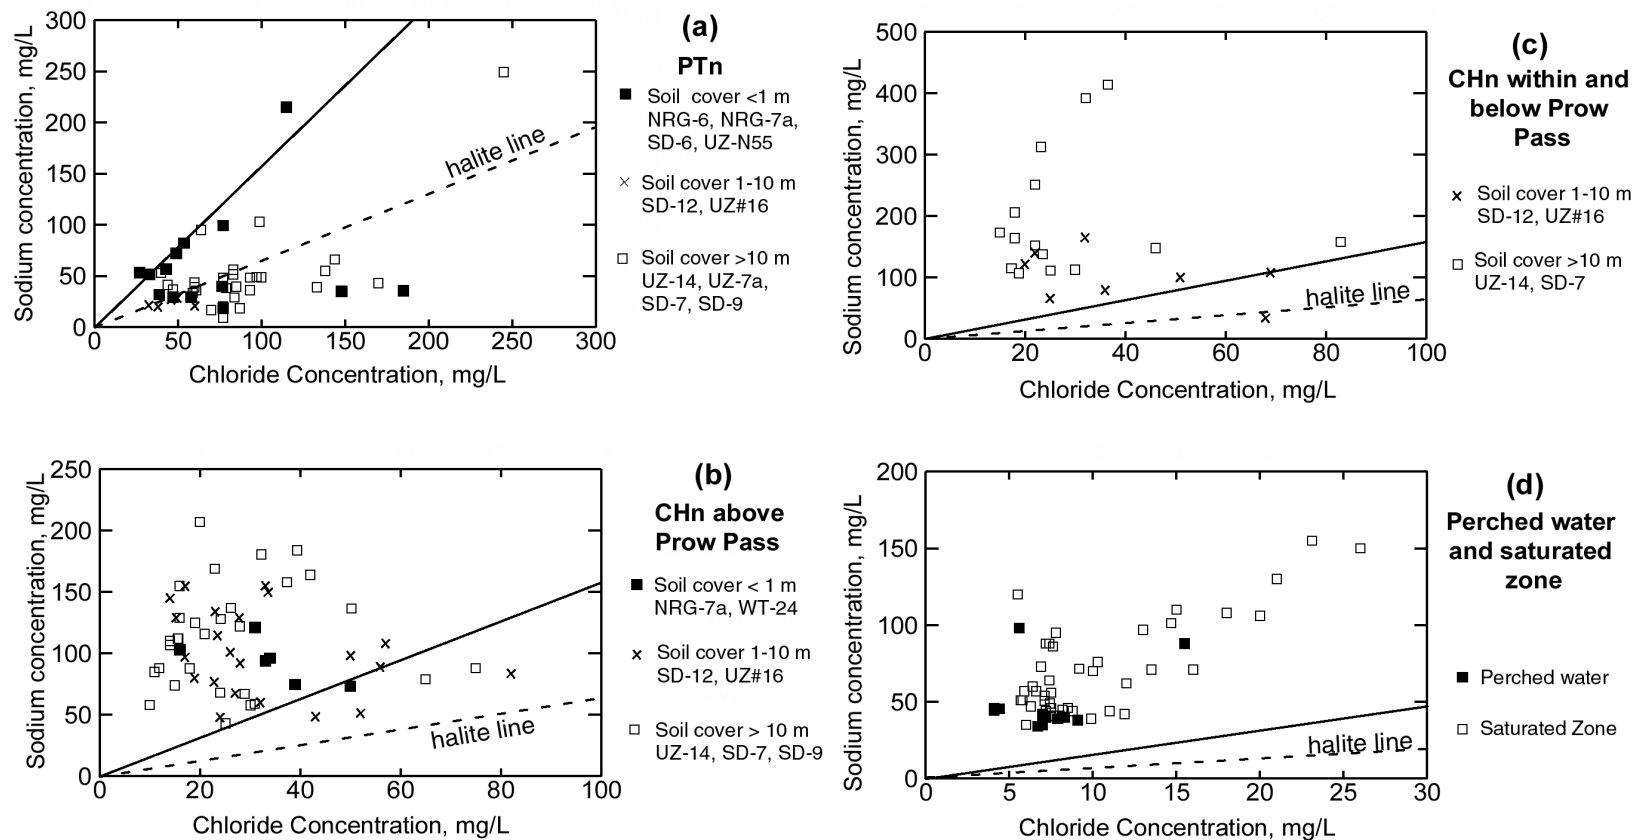 (a)
PTn
Sodium concentration, mg/L
300
250
200
150
100
50
0
0
50
100
150
200
250
300
halite line
Chloride Concentration, mg/L
Soil cover <1 m
NRG-6, NRG-7a,
SD-6, UZ-N55
Soil cover 1-10 m
SD-12, UZ#16
Soil cover >10 m
UZ-14, UZ-7a,
SD-7, SD-9
(c)
CHn within and
below Prow
Pass
Sodium concentration, mg/L
500
400
300
200
100
0
0
20
40
60
80
100
halite line
Chloride Concentration, mg/L
Soil cover 1-10 m
SD-12, UZ#16
Soil cover >10 m
UZ-14, SD-7
(b)
CHn above
Prow Pass
Sodium concentration, mg/L
250
200
150
100
50
0
0
20
40
60
80
100
halite line
Chloride Concentration, mg/L
Soil cover < 1 m
NRG-7a, WT-24
Soil cover 1-10 m
SD-12, UZ#16
Soil cover > 10 m
UZ-14, SD-7, SD-9
(d)
Perched water
and saturated
zone
Sodium concentration, mg/L
200
150
100
50
0
0
5
10
15
20
25
30
halite line
Chloride Concentration, mg/L
Perched water
Saturated Zone